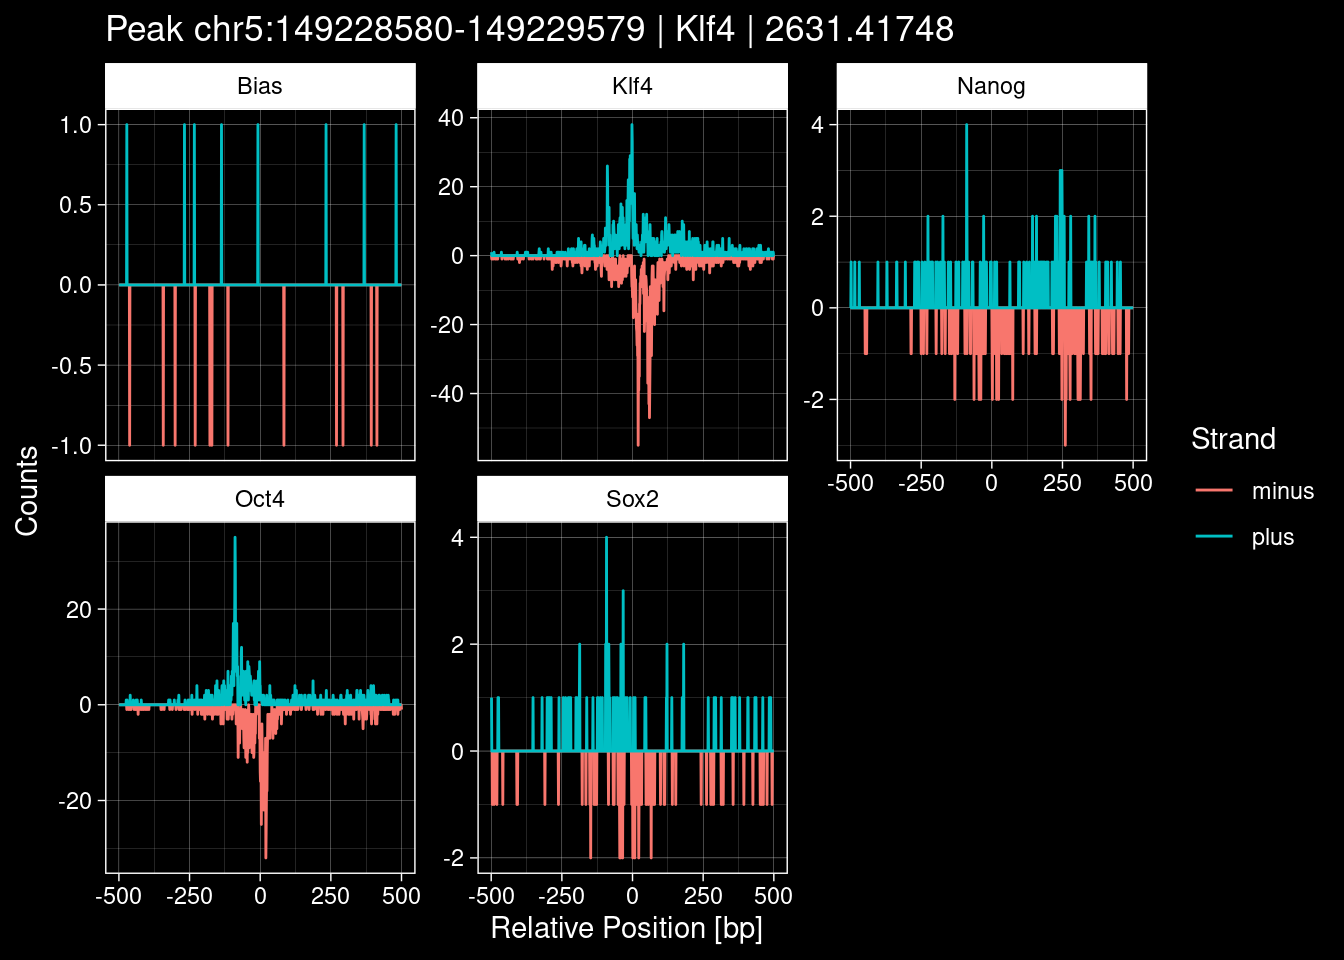 Peak chr5:149228580-149229579 | Klf4 | 2631.41748
Bias
Klf4
Nanog
1.0
0.5
0.0
-0.5
-1.0
40
20
0
-20
-40
4
2
0
-2
-500 -250 0 250 500
Counts
Strand
minus
plus
Oct4
Sox2
20
0
-20
4
2
0
-2
-500 -250 0 250 500
-500 -250 0 250 500
Relative Position [bp]